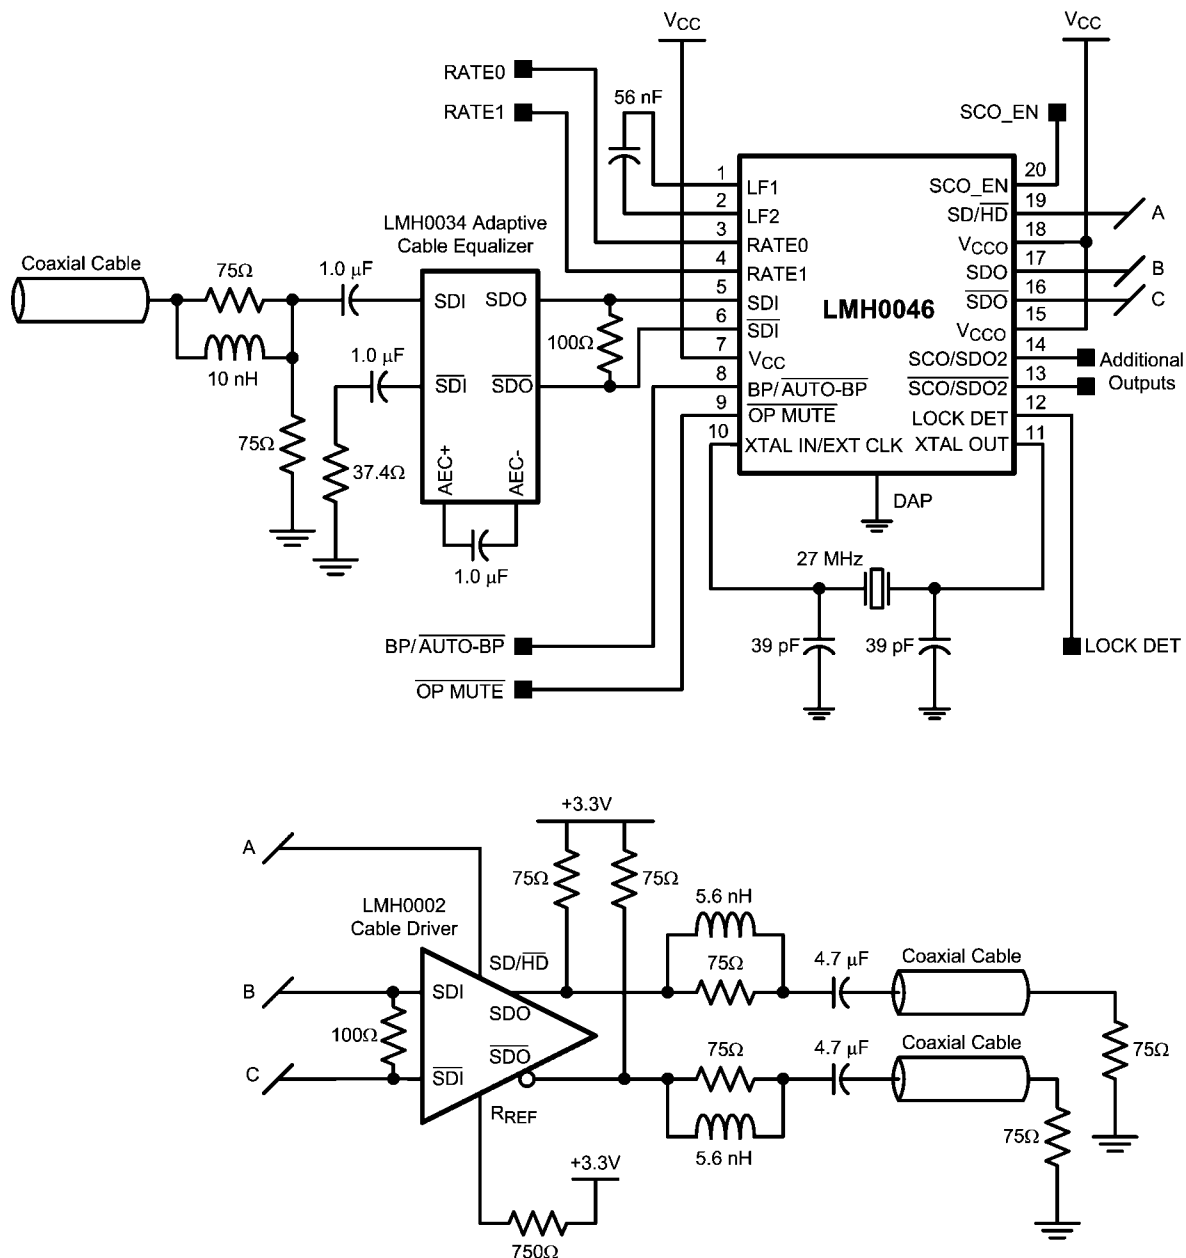 VCC
VCC
RATE0
RATE1
56 nF
SCO_EN
LMH0034 Adaptive
Cable Equalizer
Coaxial Cable
75Ω
10 nH
75Ω
1.0 µF
1.0 µF
37.4Ω
SDI
SDO
SDI
SDO
AEC+
AEC-
1.0 µF
100Ω
LMH0046
1 LF1
2 LF2
3 RATE0
4 RATE1
5 SDI
6 SDI
7 VCC
8 BP/AUTO-BP
9 OP MUTE
10 XTAL IN/EXT CLK
SCO_EN 20
SD/HD 19
VCCO 18
SDO 17
SDO 16
VCCO 15
SCO/SDO2 14
SCO/SDO2 13
LOCK DET 12
XTAL OUT 11
DAP
A
B
C
Additional
Outputs
27 MHz
39 pF
39 pF
BP/AUTO-BP
OP MUTE
LOCK DET
+3.3V
A
75Ω
75Ω
LMH0002
Cable Driver
5.6 nH
SD/HD
75Ω
4.7 µF
Coaxial Cable
B
SDI
SDO
100Ω
75Ω
SDO
75Ω
4.7 µF
Coaxial Cable
C
SDI
RREF
5.6 nH
75Ω
+3.3V
750Ω